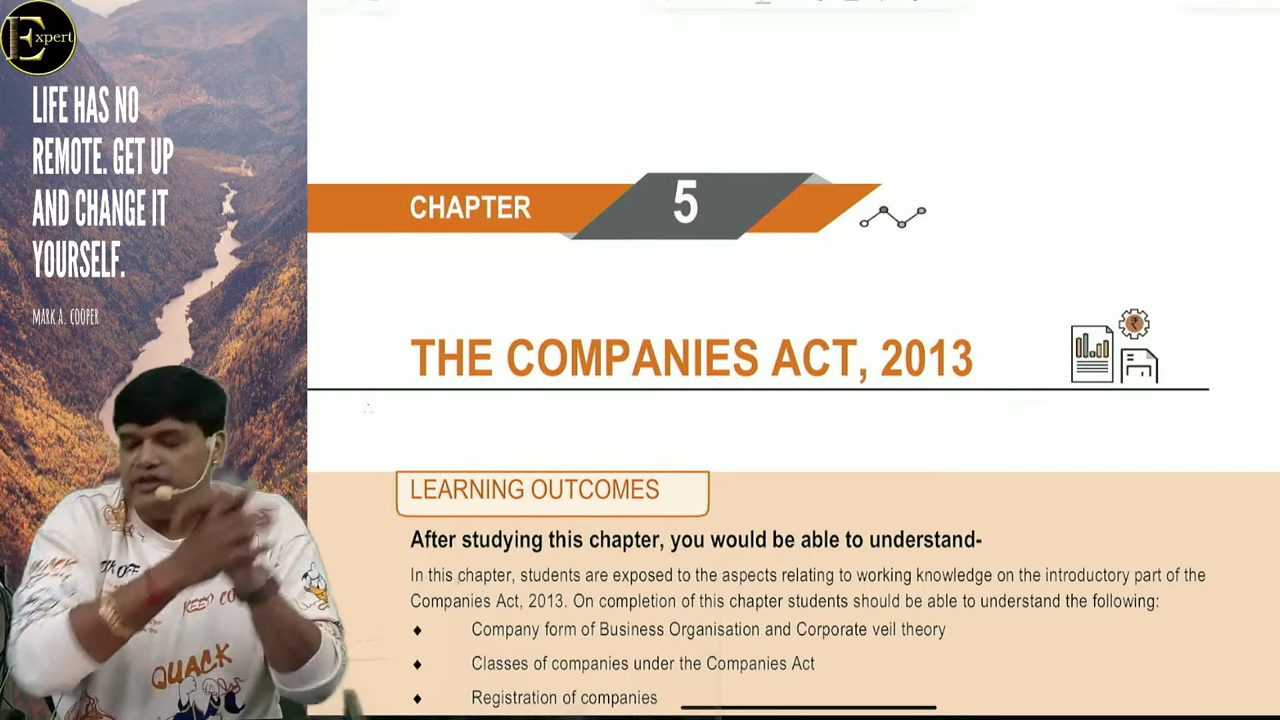 Expert
LIFE HAS NO
REMOTE. GET UP
AND CHANGE IT
YOURSELF.
MARK A. COOPER
CHAPTER 5
THE COMPANIES ACT, 2013
LEARNING OUTCOMES
After studying this chapter, you would be able to understand-
In this chapter, students are exposed to the aspects relating to working knowledge on the introductory part of the
Companies Act, 2013. On completion of this chapter students should be able to understand the following:
♦ Company form of Business Organisation and Corporate veil theory
♦ Classes of companies under the Companies Act
♦ Registration of companies
QUACK